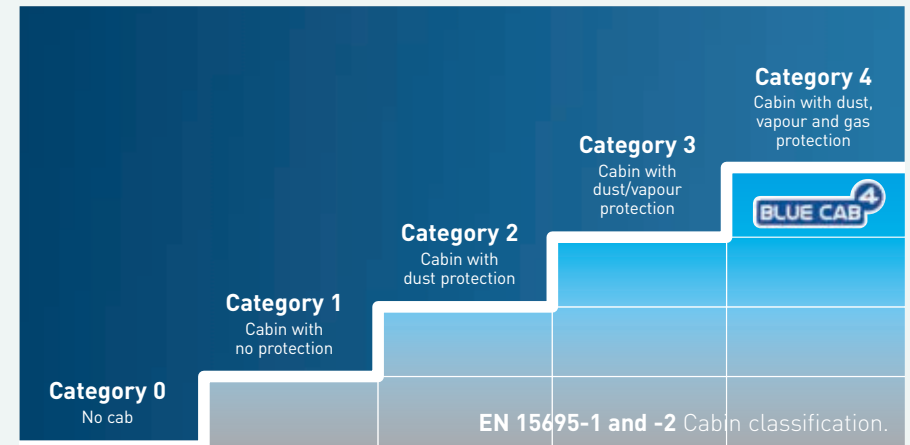 Category 4
Cabin with dust,
vapour and gas
protection
BLUE CAB 4
Category 3
Cabin with
dust/vapour
protection
Category 2
Cabin with
dust protection
Category 1
Cabin with
no protection
Category 0
No cab
EN 15695-1 and -2 Cabin classification.